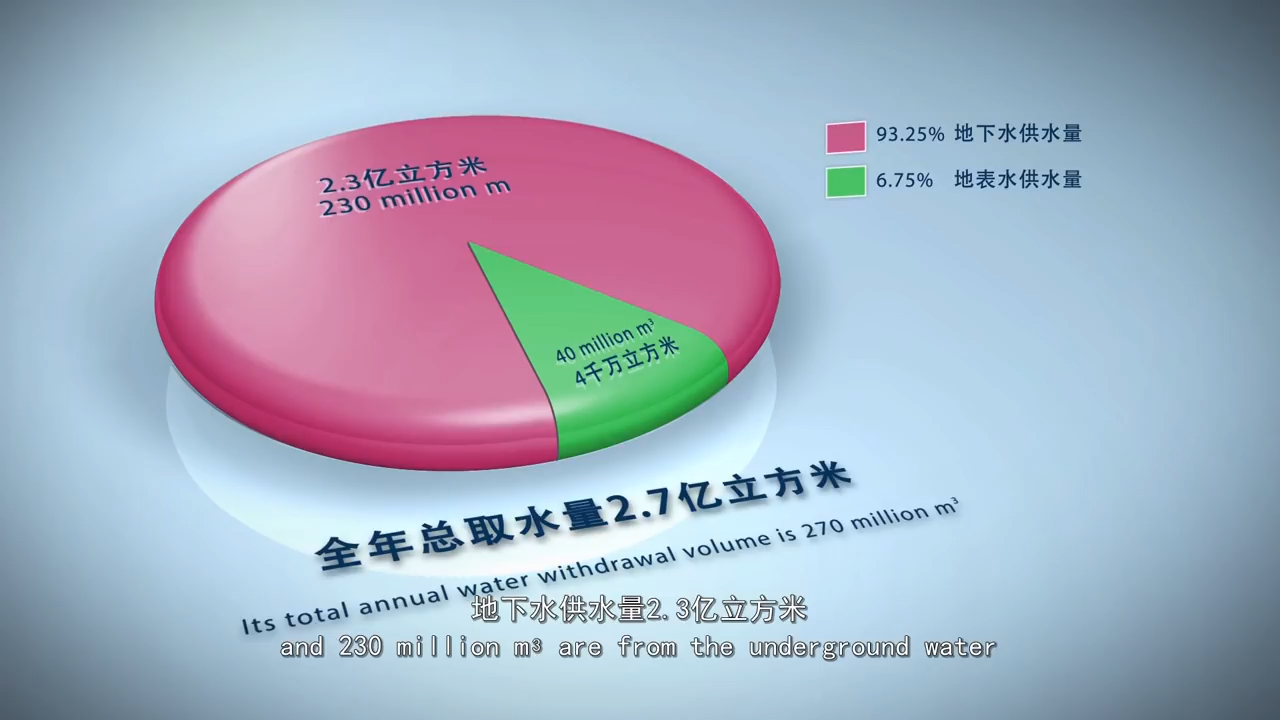 2.3亿立方米
230 million m
93.25% 地下水供水量
6.75% 地表水供水量
40 million m³
4千万立方米
全年总取水量2.7亿立方米
Its total annual water withdrawal volume is 270 million m³
地下水供水量2.3亿立方米
and 230 million m³ are from the underground water